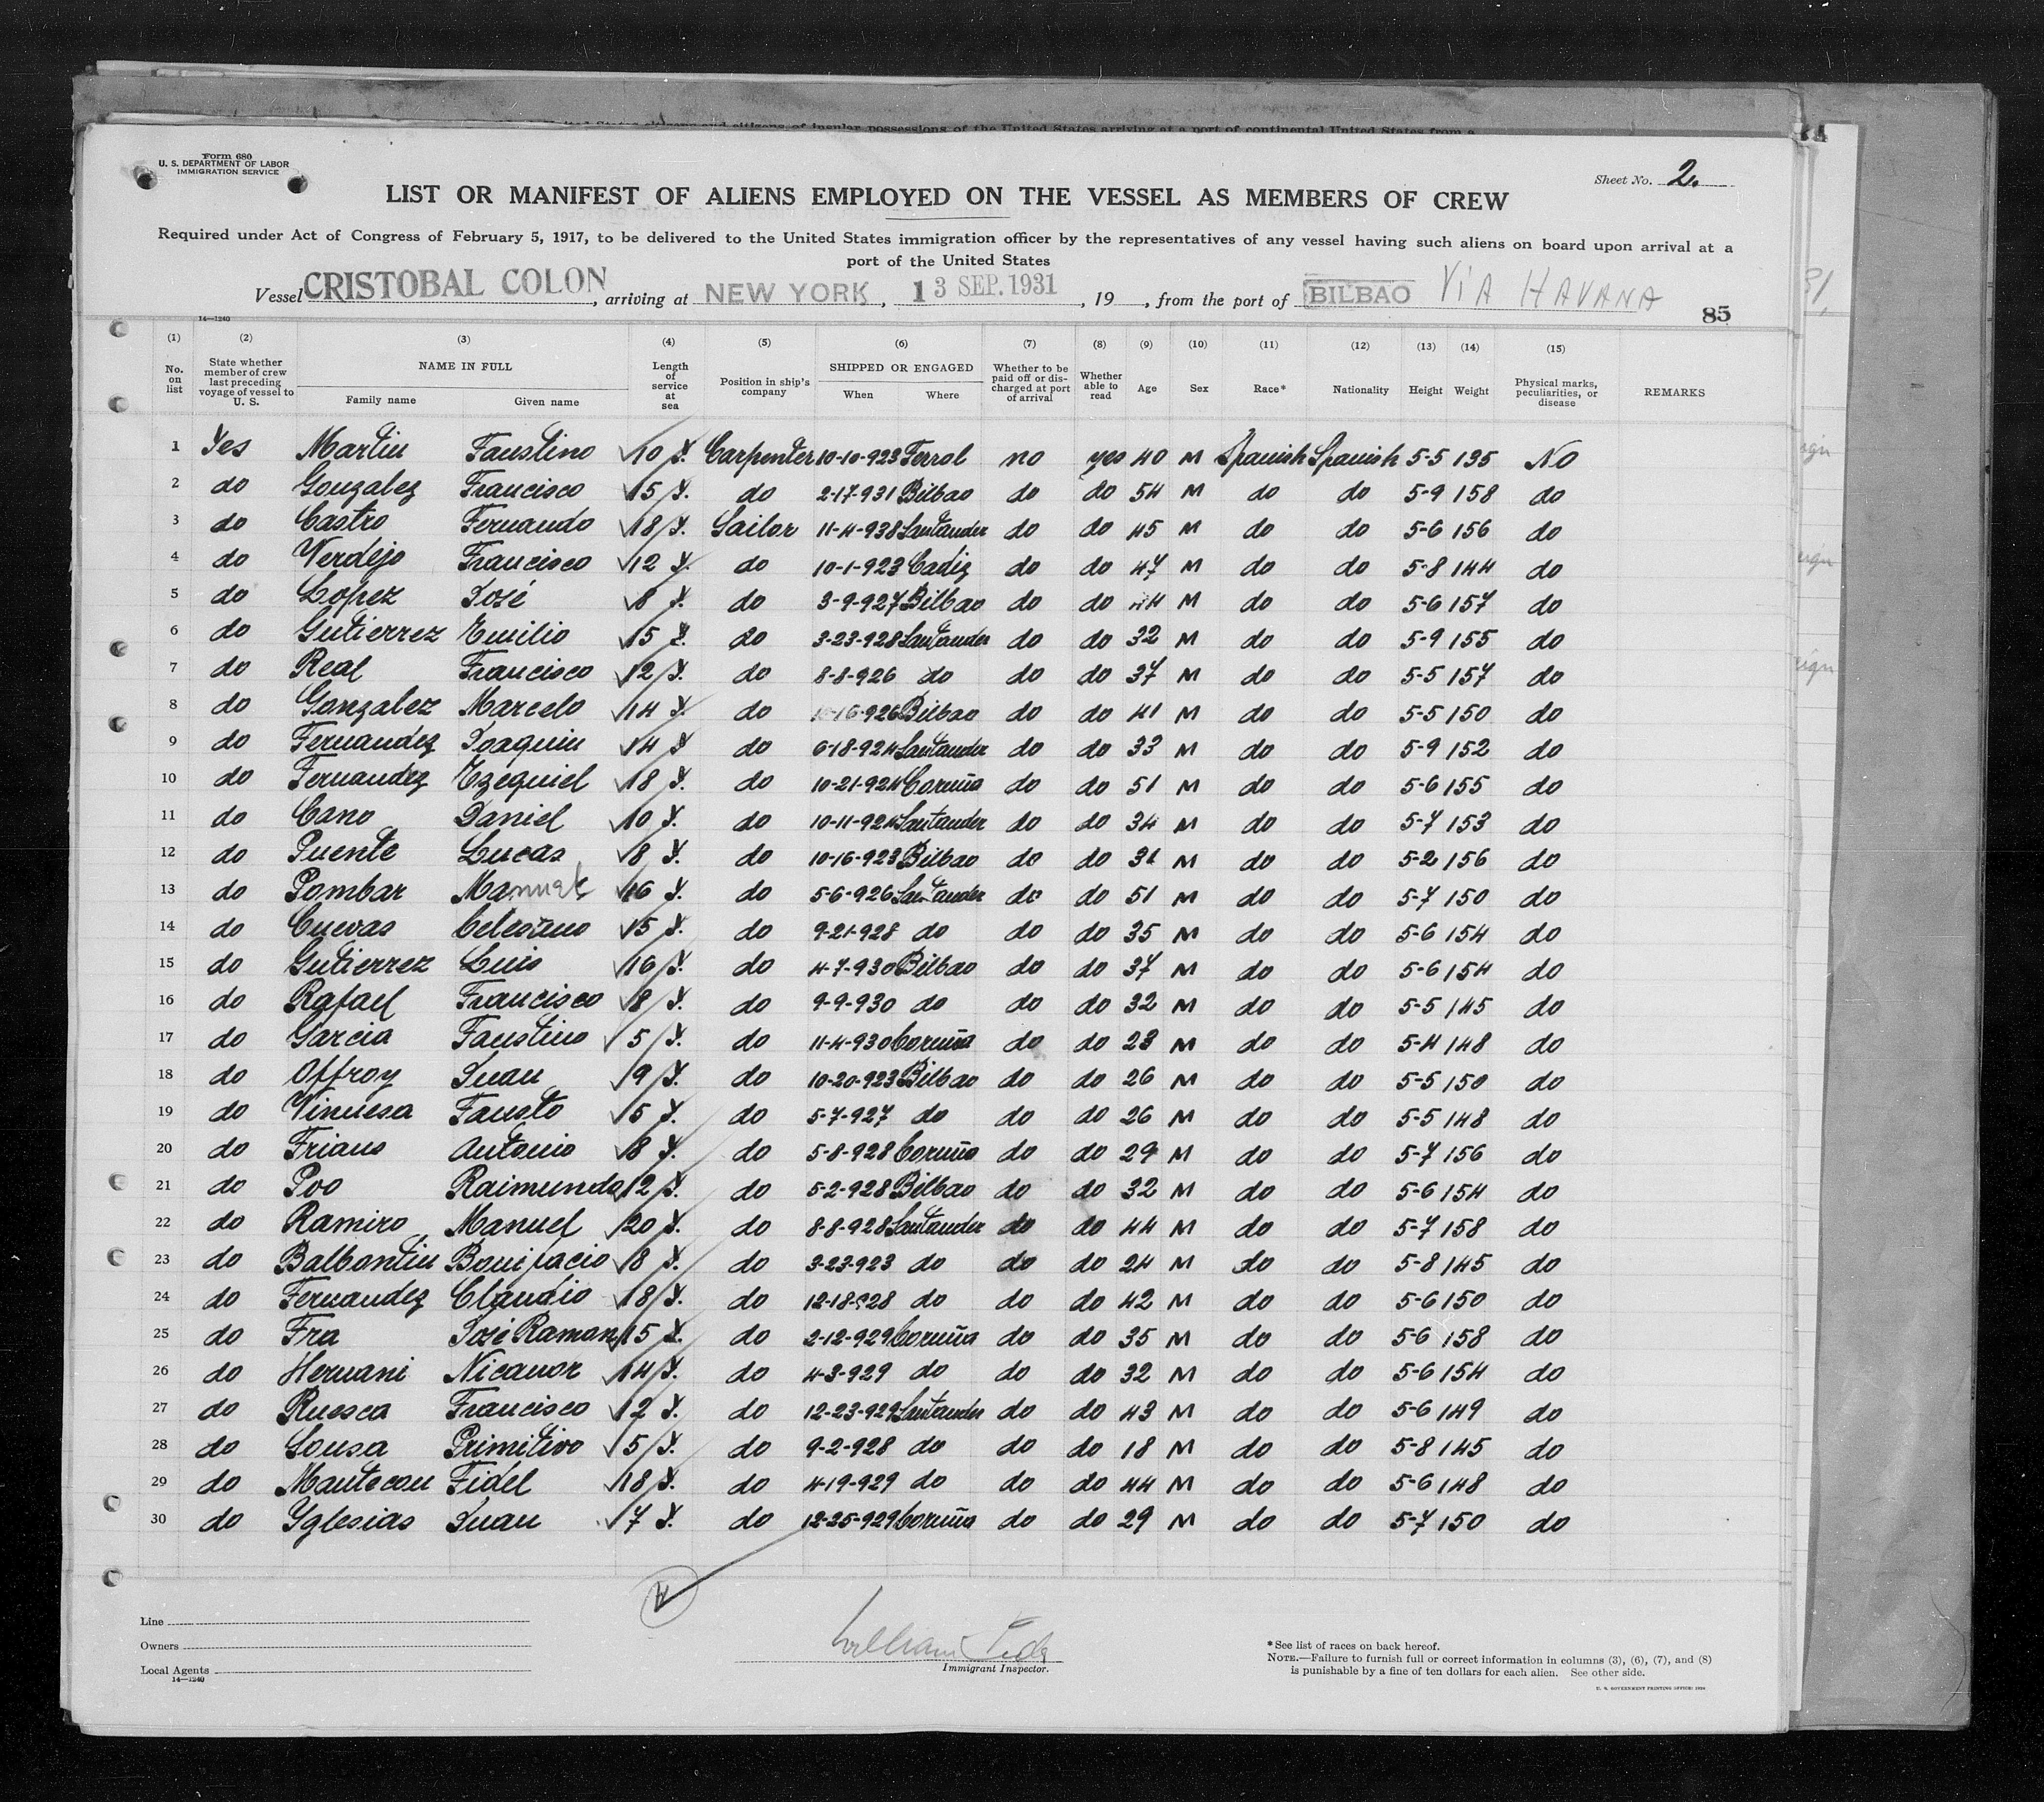 Form 680
U. S. DEPARTMENT OF LABOR
IMMIGRATION SERVICE
Sheet No. 2.
LIST OR MANIFEST OF ALIENS EMPLOYED ON THE VESSEL AS MEMBERS OF CREW
Required under Act of Congress of February 5, 1917, to be delivered to the United States immigration officer by the representatives of any vessel having such aliens on board upon arrival at a
port of the United States
Vessel CRISTOBAL COLON, arriving at NEW YORK, 13 SEP. 1931, 19 , from the port of BILBAO VIA HAVANA
85
14—1240
(1) (2) (3) (4) (5) (6) (7) (8) (9) (10) (11) (12) (13) (14) (15)
No. on list State whether member of crew last preceding voyage of vessel to U. S. NAME IN FULL Family name Given name Length of service at sea Position in ship's company SHIPPED OR ENGAGED When Where Whether to be paid off or discharged at port of arrival Whether able to read Age Sex Race* Nationality Height Weight Physical marks, peculiarities, or disease REMARKS
1 Yes Martin Faustino 10 Y. Carpenter 10-10-923 Ferrol no yes 40 M Spanish Spanish 5-5 135 No
2 do Gonzalez Francisco 15 Y. do 2-17-931 Bilbao do do 54 M do do 5-9 158 do
3 do Castro Fernando 18 Y. Sailor 11-4-938 Santander do do 45 M do do 5-6 156 do
4 do Verdejo Francisco 12 Y. do 10-1-923 Cadiz do do 47 M do do 5-8 144 do
5 do Lopez José 8 Y. do 3-9-927 Bilbao do do 44 M do do 5-6 157 do
6 do Gutierrez Emilio 15 Y. do 3-23-928 Santander do do 32 M do do 5-9 155 do
7 do Real Francisco 12 Y. do 8-8-926 do do do 37 M do do 5-5 157 do
8 do Gonzalez Marcelo 14 Y. do 16-926 Bilbao do do 41 M do do 5-5 150 do
9 do Fernandez Joaquin 14 Y. do 6-18-924 Santander do do 33 M do do 5-9 152 do
10 do Fernandez Ezequiel 18 Y. do 10-21-924 Coruña do do 51 M do do 5-6 155 do
11 do Cano Daniel 10 Y. do 10-11-924 Santander do do 34 M do do 5-7 153 do
12 do Puente Lucas 8 Y. do 10-16-923 Bilbao do do 31 M do do 5-2 156 do
13 do Pombar Manuel 16 Y. do 5-6-926 Santander do do 51 M do do 5-7 150 do
14 do Cuevas 15 Y. do 9-21-928 do do do 35 M do do 5-6 154 do
15 do Gutierrez Luis 16 Y. do 4-7-930 Bilbao do do 37 M do do 5-6 154 do
16 do Rafael Francisco 8 Y. do 9-9-930 do do do 32 M do do 5-5 145 do
17 do Garcia Faustino 5 Y. do 11-4-930 Coruña do do 23 M do do 5-4 148 do
18 do Offroy Juan 9 Y. do 10-20-923 Bilbao do do 26 M do do 5-5 150 do
19 do Vinuesa Fausto 5 Y. do 5-7-927 do do do 26 M do do 5-5 148 do
20 do Frians Antonio 8 Y. do 5-8-928 Coruña do do 29 M do do 5-7 156 do
21 do Poo Raimundo 12 Y. do 5-2-928 Bilbao do do 32 M do do 5-6 154 do
22 do Ramiro Manuel 20 Y. do 8-8-928 Santander do do 44 M do do 5-7 158 do
23 do Balbontin Bonifacio 8 Y. do 3-23-923 do do do 24 M do do 5-8 145 do
24 do Fernandez Claudio 18 Y. do 12-18-928 do do do 42 M do do 5-6 150 do
25 do Fra José Raman 15 Y. do 2-12-929 Coruña do do 35 M do do 5-6 158 do
26 do Hernani Nicanor 14 Y. do 4-3-929 do do do 32 M do do 5-6 154 do
27 do Ruesca Francisco 12 Y. do 12-23-929 Santander do do 43 M do do 5-6 149 do
28 do Sousa Primitivo 5 Y. do 9-2-928 do do do 18 M do do 5-8 145 do
29 do Mantecon Fidel 18 Y. do 4-19-929 do do do 44 M do do 5-6 148 do
30 do Yglesias Juan 7 Y. do 12-25-929 Coruña do do 29 M do do 5-7 150 do
Line
Owners
Local Agents
14—1240
William
Immigrant Inspector.
*See list of races on back hereof.
NOTE.—Failure to furnish full or correct information in columns (3), (6), (7), and (8)
is punishable by a fine of ten dollars for each alien. See other side.
U. S. GOVERNMENT PRINTING OFFICE: